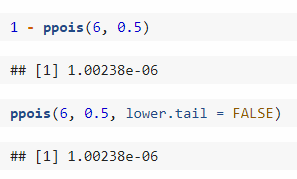 1 - ppois(6, 0.5)
## [1] 1.00238e-06
ppois(6, 0.5, lower.tail = FALSE)
## [1] 1.00238e-06